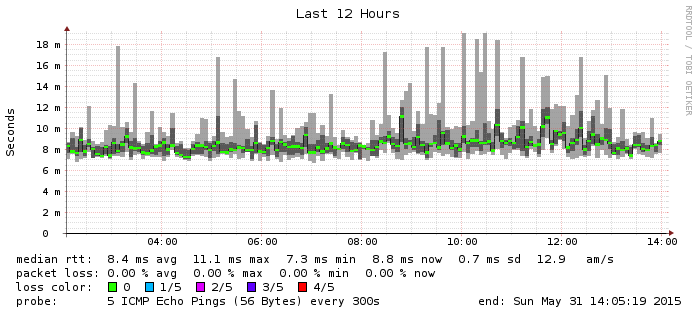 Last 12 Hours
RRDTOOL / TOBI OETIKER
Seconds
18 m
16 m
14 m
12 m
10 m
8 m
6 m
4 m
2 m
0
04:00 06:00 08:00 10:00 12:00 14:00
median rtt: 8.4 ms avg 11.1 ms max 7.3 ms min 8.8 ms now 0.7 ms sd 12.9 am/s
packet loss: 0.00 % avg 0.00 % max 0.00 % min 0.00 % now
loss color: 0 1/5 2/5 3/5 4/5
probe: 5 ICMP Echo Pings (56 Bytes) every 300s end: Sun May 31 14:05:19 2015